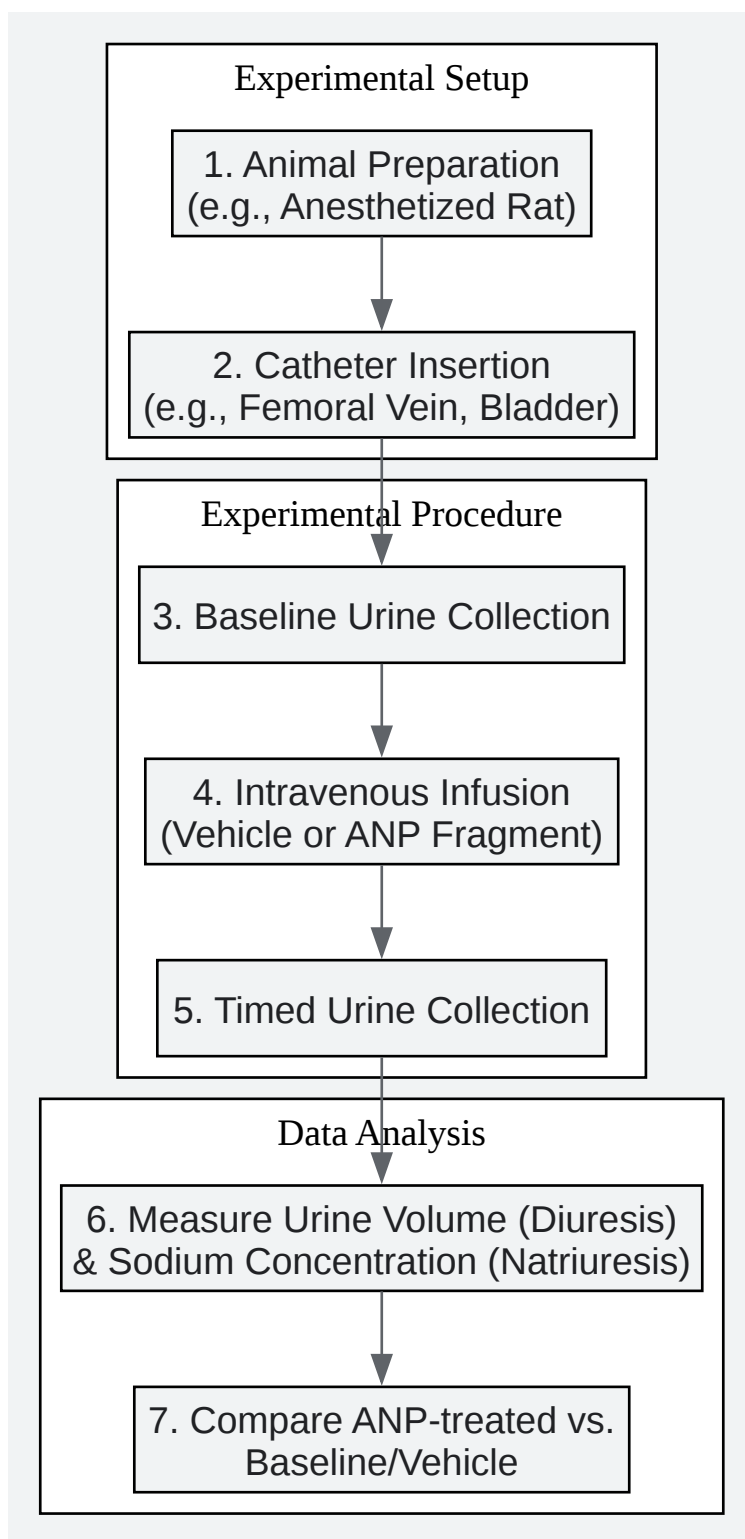 Experimental Setup
1. Animal Preparation
(e.g., Anesthetized Rat)
2. Catheter Insertion
(e.g., Femoral Vein, Bladder)
Experimental Procedure
3. Baseline Urine Collection
4. Intravenous Infusion
(Vehicle or ANP Fragment)
5. Timed Urine Collection
Data Analysis
6. Measure Urine Volume (Diuresis)
& Sodium Concentration (Natriuresis)
7. Compare ANP-treated vs.
Baseline/Vehicle